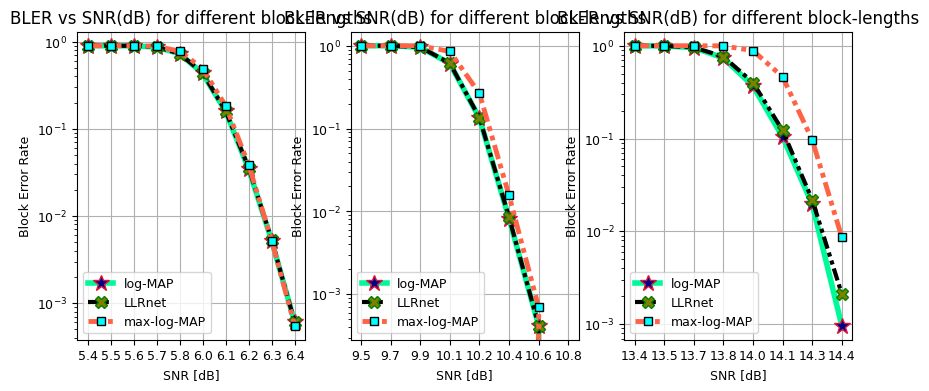 BLER vs SNR(dB) for different block-lengths
BLER vs SNR(dB) for different block-lengths
BLER vs SNR(dB) for different block-lengths
Block Error Rate
10^0
10^-1
10^-2
10^-3
log-MAP
LLRnet
max-log-MAP
5.4 5.5 5.6 5.7 5.8 6.0 6.1 6.2 6.3 6.4
SNR [dB]
Block Error Rate
10^0
10^-1
10^-2
10^-3
log-MAP
LLRnet
max-log-MAP
9.5 9.7 9.9 10.1 10.2 10.4 10.6 10.8
SNR [dB]
Block Error Rate
10^0
10^-1
10^-2
10^-3
log-MAP
LLRnet
max-log-MAP
13.4 13.5 13.7 13.8 14.0 14.1 14.3 14.4
SNR [dB]